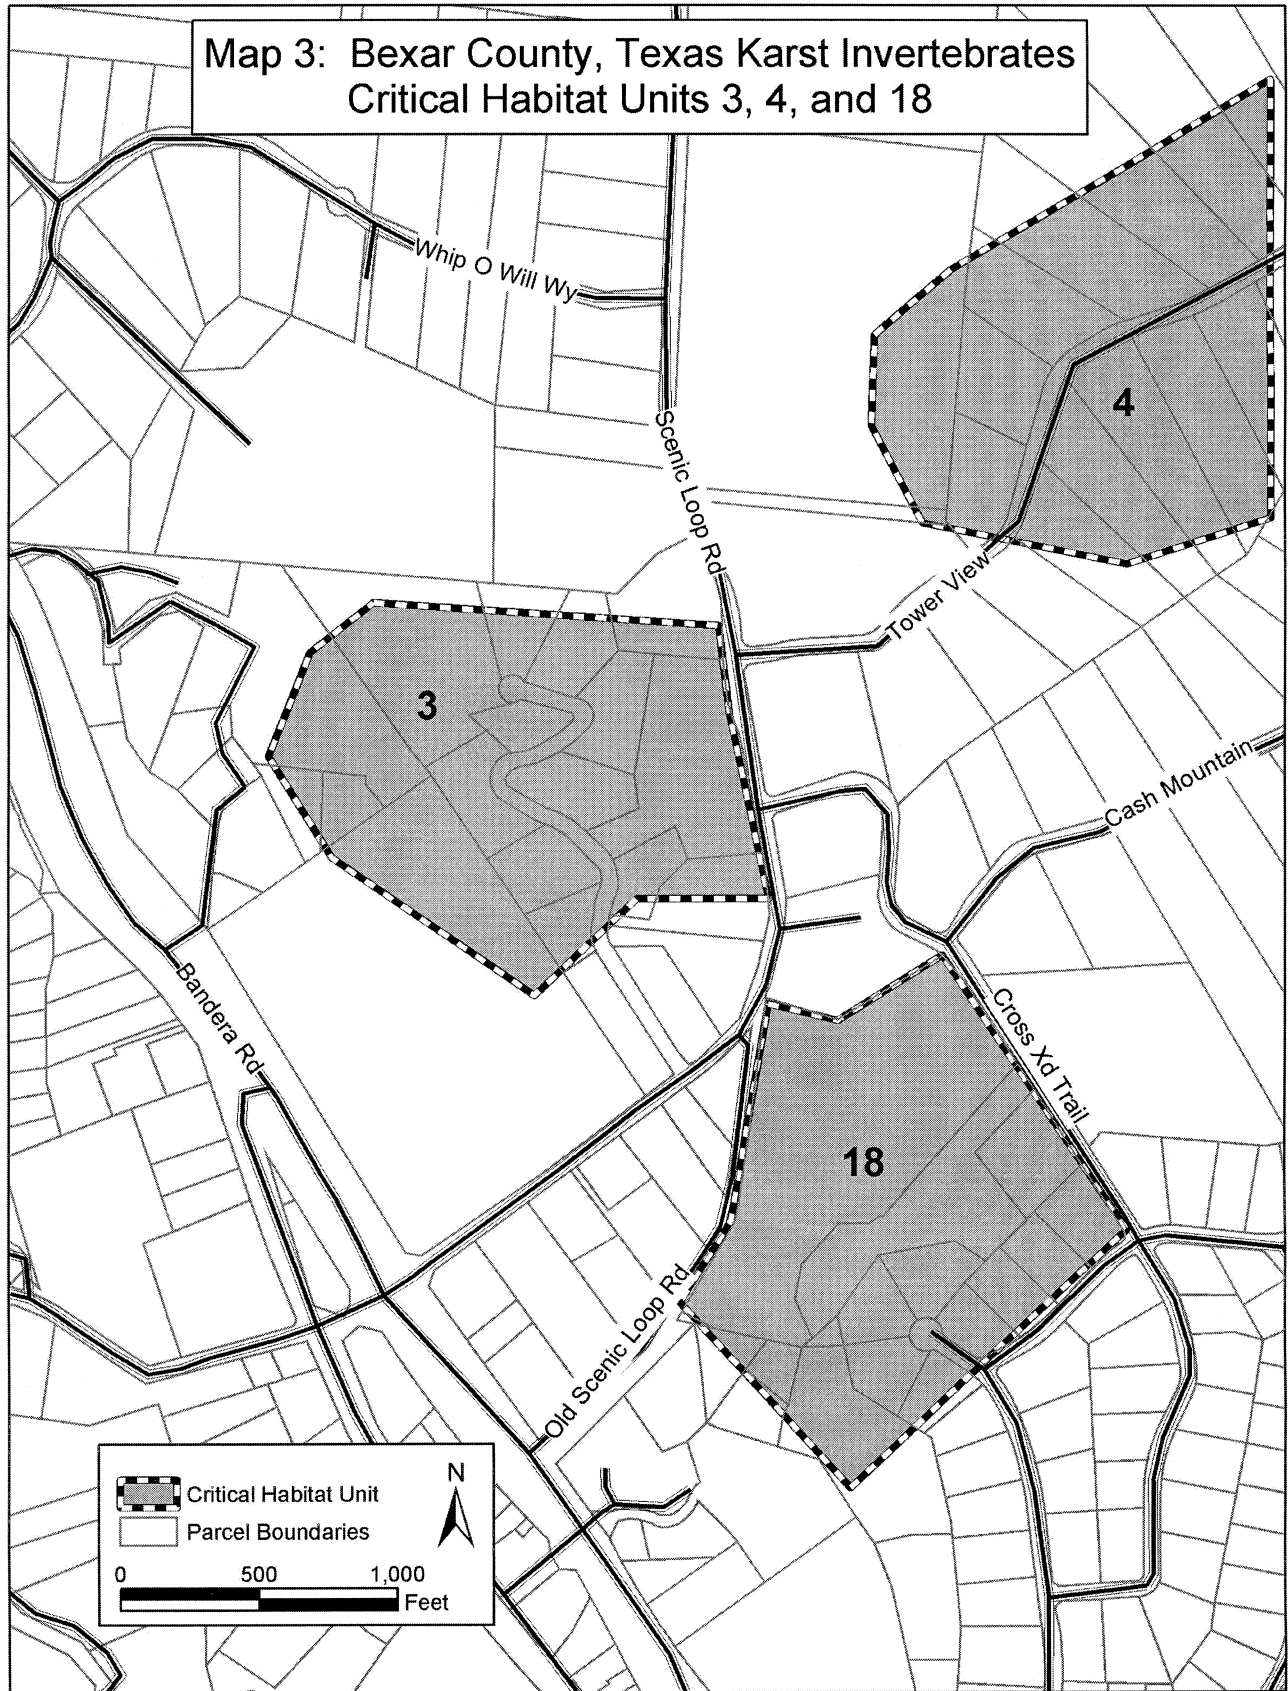 Map 3: Bexar County, Texas Karst Invertebrates
Critical Habitat Units 3, 4, and 18
Whip O Will Wy
Scenic Loop Rd
4
Tower View
3
Cash Mountain
Bandera Rd
Cross Xd Trail
18
Old Scenic Loop Rd
Critical Habitat Unit
Parcel Boundaries
N
0 500 1,000
Feet